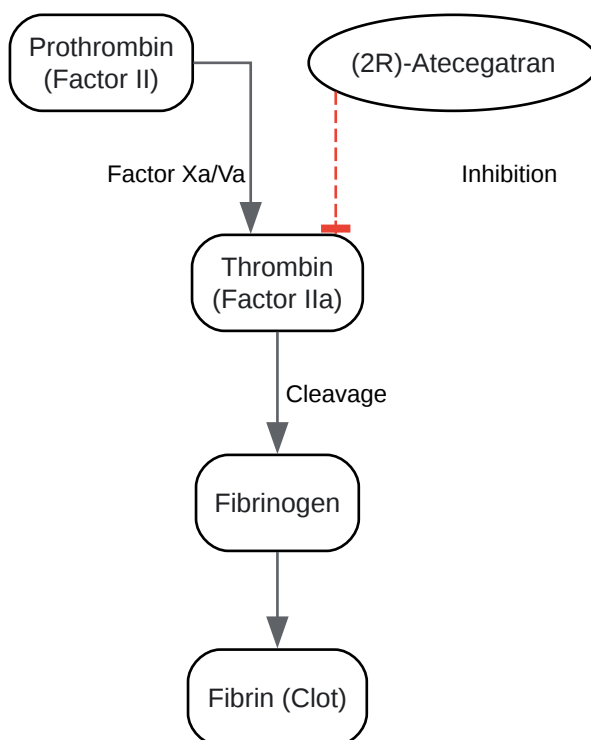 Prothrombin
(Factor II)
(2R)-Atecegatran
Factor Xa/Va
Inhibition
Thrombin
(Factor IIa)
Cleavage
Fibrinogen
Fibrin (Clot)